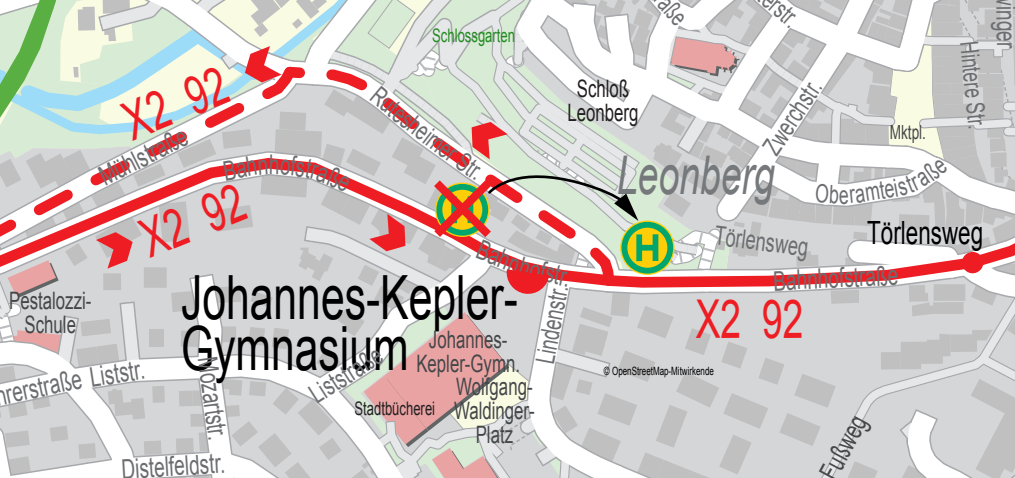 Schlossgarten
Schloß
Leonberg
Zwerchstr.
Hintere Str.
Mktpl.
Oberamteistraße
X2 92
Mühlstraße
Rutesheimer Str.
Bahnhofstraße
X2 92
H
Leonberg
H
Törlensweg
Törlensweg
Bahnhofstr.
Bahnhofstraße
X2 92
Johannes-Kepler-
Gymnasium
Pestalozzi-
Schule
Lindenstr.
Johannes-
Kepler-Gymn.
Wolfgang-
Waldinger-
Platz
Stadtbücherei
Liststraße
Liststr.
Mozartstr.
Distelfeldstr.
© OpenStreetMap-Mitwirkende
Fußweg